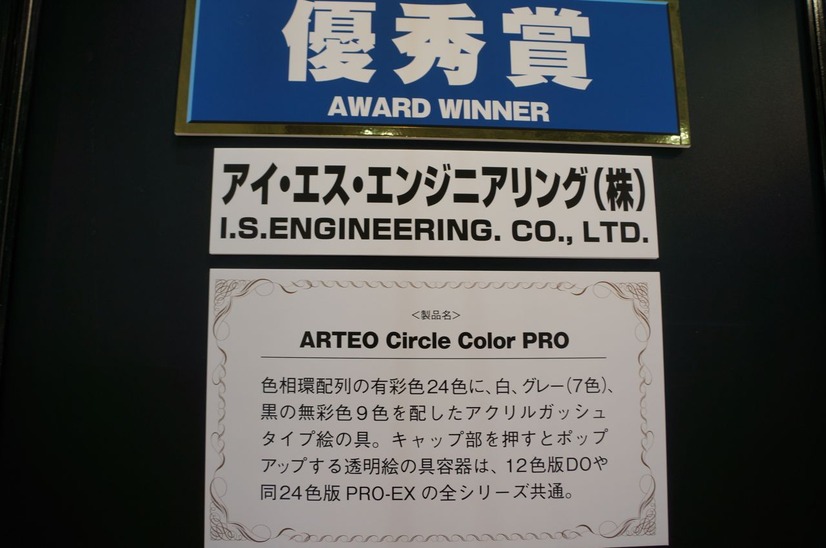 優秀賞
AWARD WINNER
アイ・エス・エンジニアリング(株)
I.S.ENGINEERING. CO., LTD.
<製品名>
ARTEO Circle Color PRO
色相環配列の有彩色24色に、白、グレー(7色)、
黒の無彩色9色を配したアクリルガッシュ
タイプ絵の具。キャップ部を押すとポップ
アップする透明絵の具容器は、12色版DOや
同24色版 PRO-EX の全シリーズ共通。